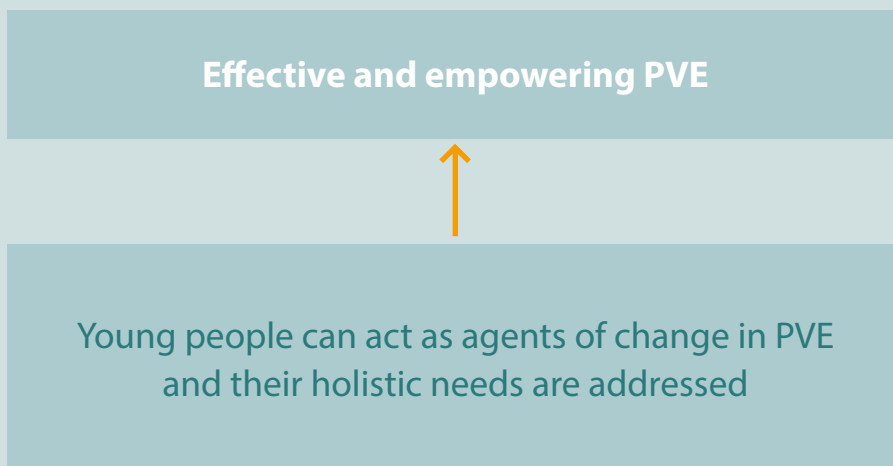 Effective and empowering PVE
Young people can act as agents of change in PVE
and their holistic needs are addressed